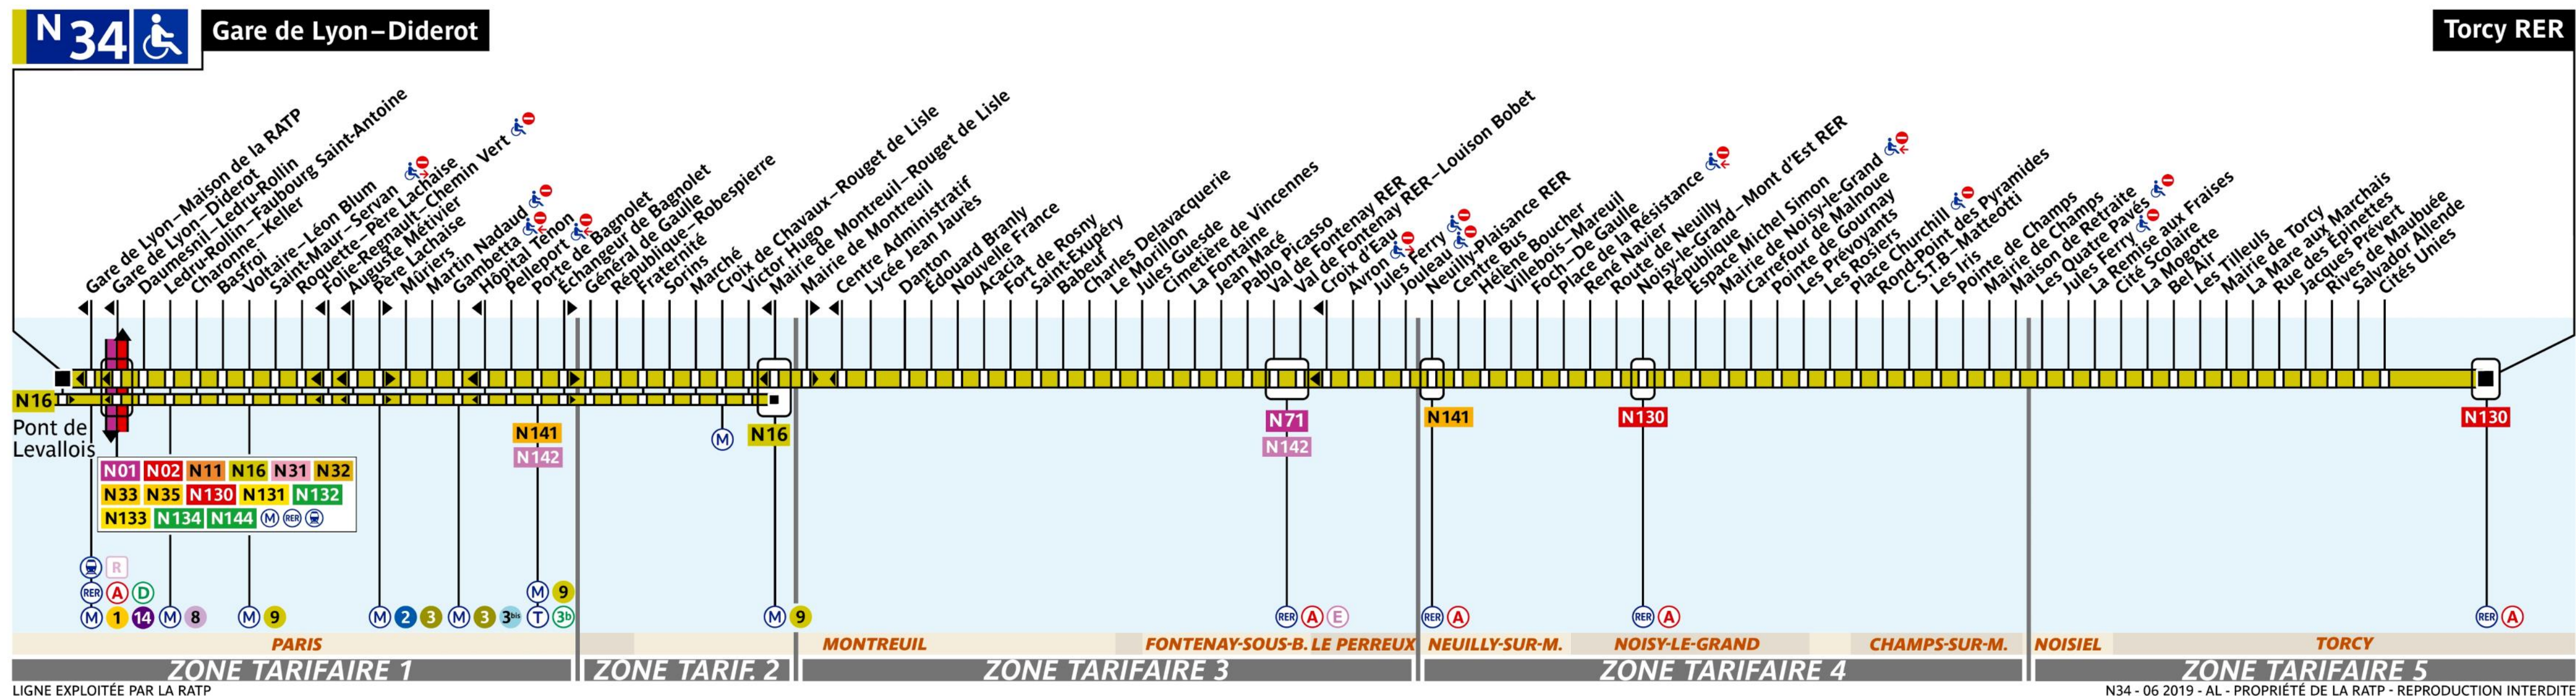 N 34
Gare de Lyon – Diderot
Torcy RER
Gare de Lyon – Maison de la RATP
Gare de Lyon – Diderot
Daumesnil – Ledru-Rollin
Ledru-Rollin – Faubourg Saint-Antoine
Charonne – Keller
Basfroi
Voltaire – Léon Blum
Saint-Maur – Servan
Roquette – Père Lachaise
Folie-Regnault – Chemin Vert
Auguste Métivier
Père Lachaise
Mûriers
Martin Nadaud
Gambetta
Hôpital Tenon
Pelleport
Porte de Bagnolet
Échangeur de Bagnolet
Général de Gaulle
République – Robespierre
Fraternité
Sorins
Marché
Croix de Chavaux – Rouget de Lisle
Victor Hugo
Mairie de Montreuil – Rouget de Lisle
Mairie de Montreuil
Centre Administratif
Lycée Jean Jaurès
Danton
Édouard Branly
Nouvelle France
Acacia
Fort de Rosny
Saint-Exupéry
Babeuf
Charles Delavacquerie
Le Morillon
Jules Guesde
Cimetière de Vincennes
La Fontaine
Jean Macé
Pablo Picasso
Val de Fontenay RER
Val de Fontenay RER – Louison Bobet
Croix d'Eau
Avron
Jules Ferry
Jouleau
Neuilly-Plaisance RER
Centre Bus
Hélène Boucher
Villebois – Mareuil
Foch – De Gaulle
Place de la Résistance
René Navier
Route de Neuilly
Noisy-le-Grand – Mont d'Est RER
République
Espace Michel Simon
Mairie de Noisy-le-Grand
Carrefour de Malnoue
Pointe de Gournay
Les Prévoyants
Les Rosiers
Place Churchill
Rond-Point des Pyramides
C.S.T.B – Matteotti
Les Iris
Pointe de Champs
Mairie de Champs
Maison de Retraite
Les Quatre Pavés
Jules Ferry
La Remise aux Fraises
Cité Scolaire
La Mogotte
Bel Air
Les Tilleuls
Mairie de Torcy
La Mare aux Marchais
Rue des Épinettes
Jacques Prévert
Rives de Maubuée
Salvador Allende
Cités Unies
N16
Pont de
Levallois
N141
N142
M
N16
N71
N142
N141
N130
N130
N01 N02 N11 N16 N31 N32
N33 N35 N130 N131 N132
N133 N134 N144 M RER
R
RER A D
M 9
M 1 14 M 8
M 9
M 2 3 M 3 3bis T 3b
M 9
RER A E
RER A
RER A
RER A
PARIS
MONTREUIL
FONTENAY-SOUS-B. LE PERREUX
NEUILLY-SUR-M.
NOISY-LE-GRAND
CHAMPS-SUR-M.
NOISIEL
TORCY
ZONE TARIFAIRE 1
ZONE TARIF. 2
ZONE TARIFAIRE 3
ZONE TARIFAIRE 4
ZONE TARIFAIRE 5
LIGNE EXPLOITÉE PAR LA RATP
N34 - 06 2019 - AL - PROPRIÉTÉ DE LA RATP - REPRODUCTION INTERDITE